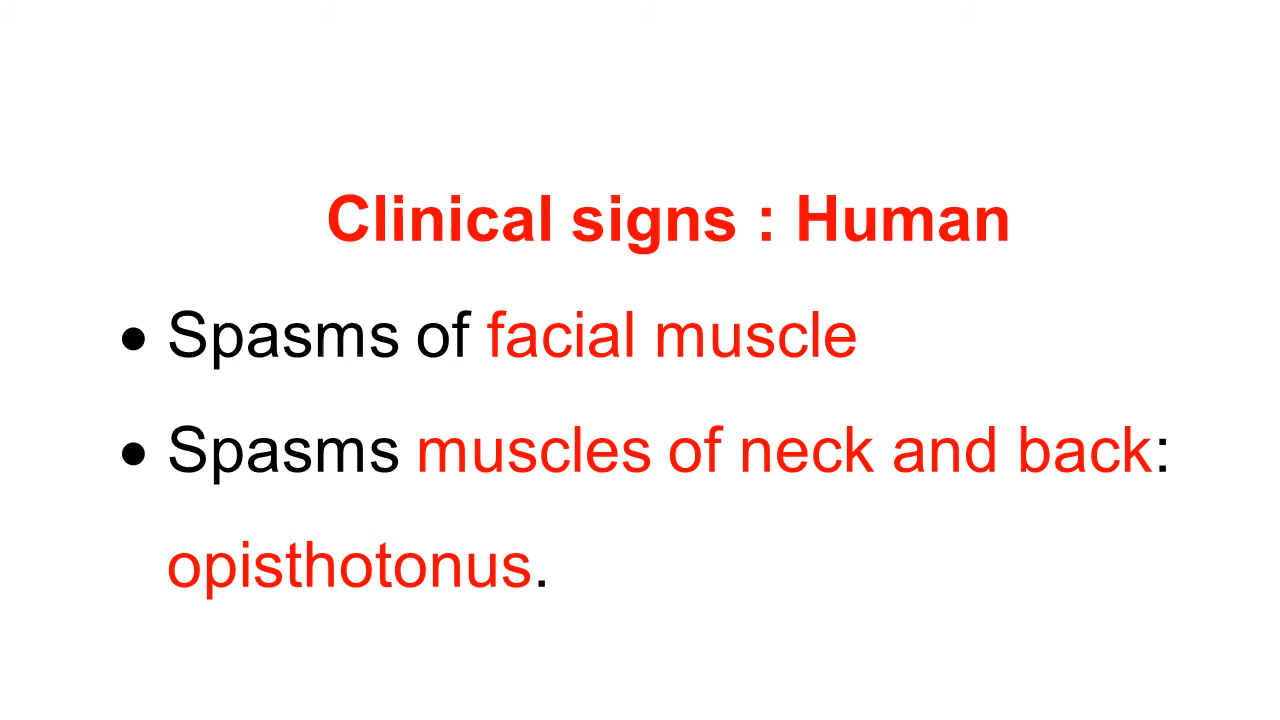 Clinical signs : Human
• Spasms of facial muscle
• Spasms muscles of neck and back:
opisthotonus.